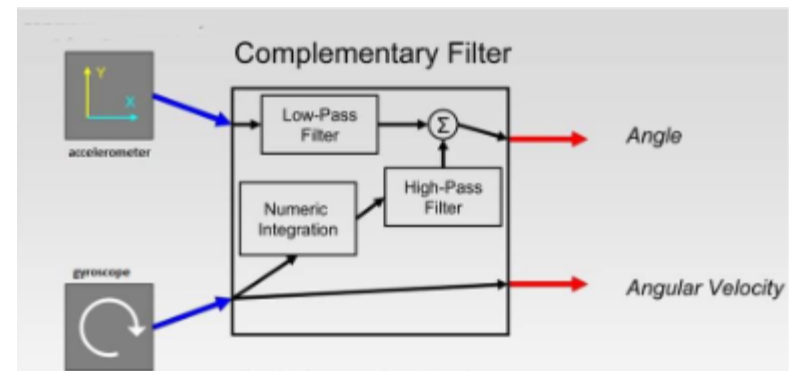 Complementary Filter
Y
X
accelerometer
Low-Pass
Filter
Σ
Angle
High-Pass
Filter
Numeric
Integration
gyroscope
Angular Velocity